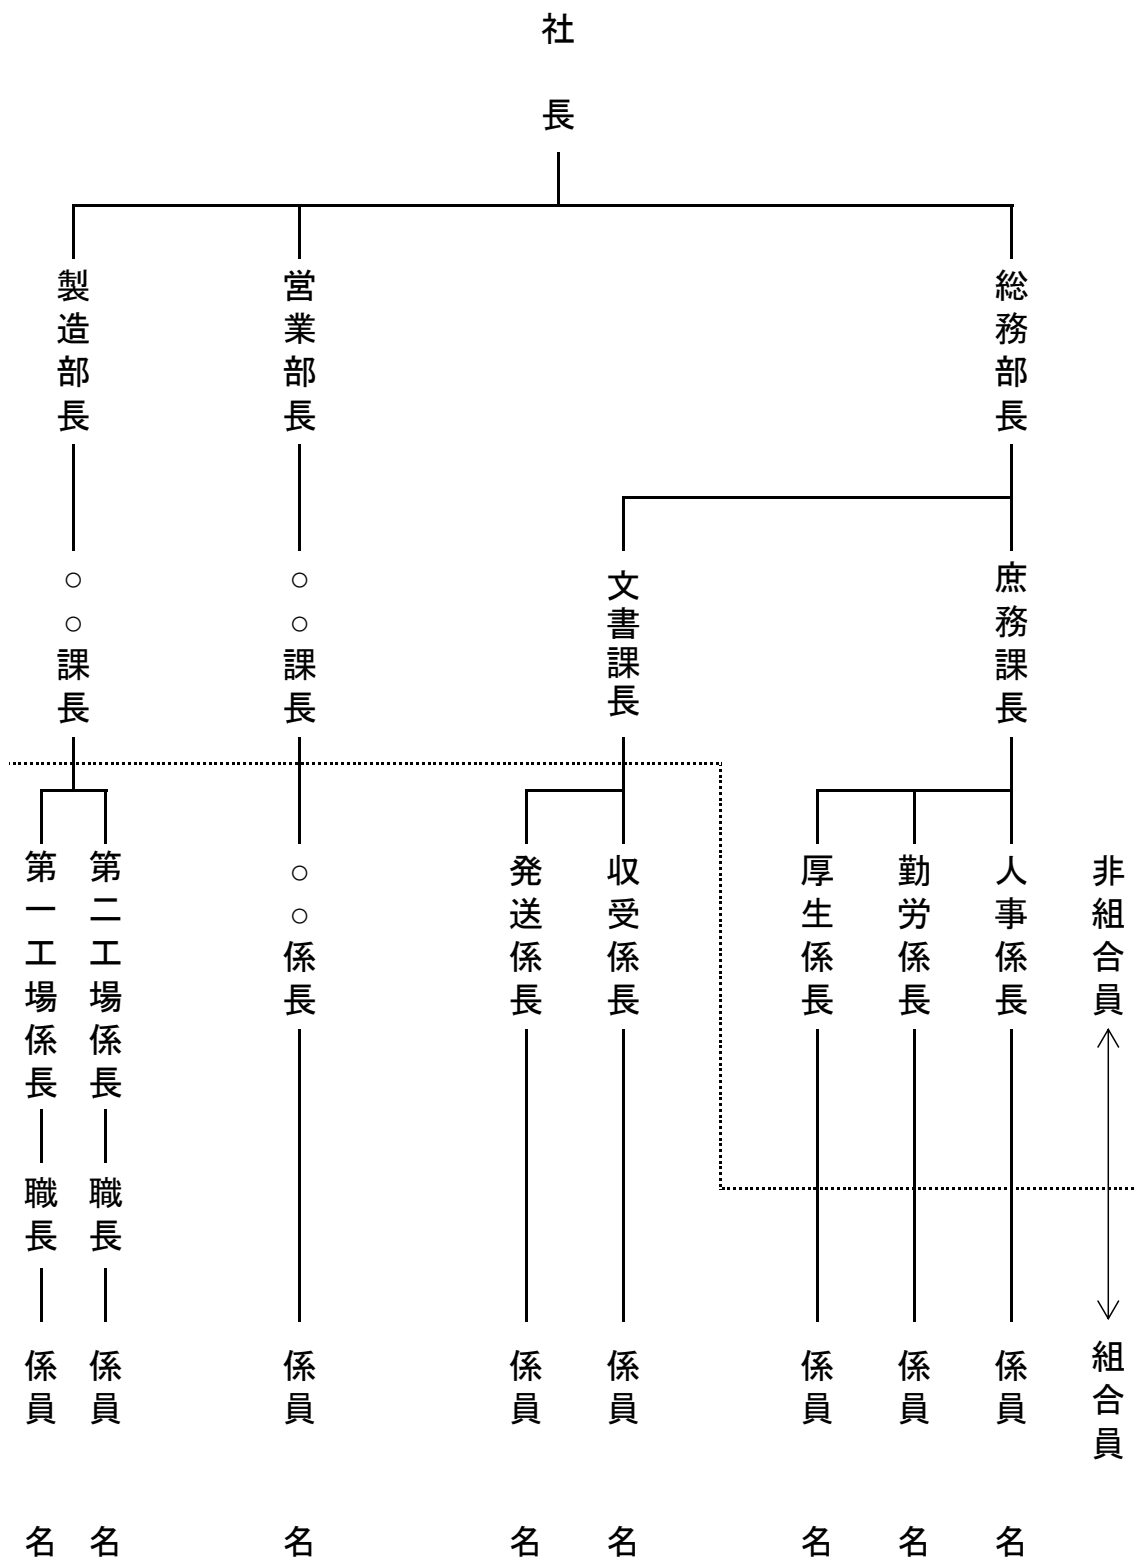 社長
総務部長
営業部長
製造部長
庶務課長
文書課長
○○課長
○○課長
非組合員
人事係長
勤労係長
厚生係長
収受係長
発送係長
○○係長
第二工場係長
第一工場係長
職長
職長
組合員
係員　名
係員　名
係員　名
係員　名
係員　名
係員　名
係員　名
係員　名